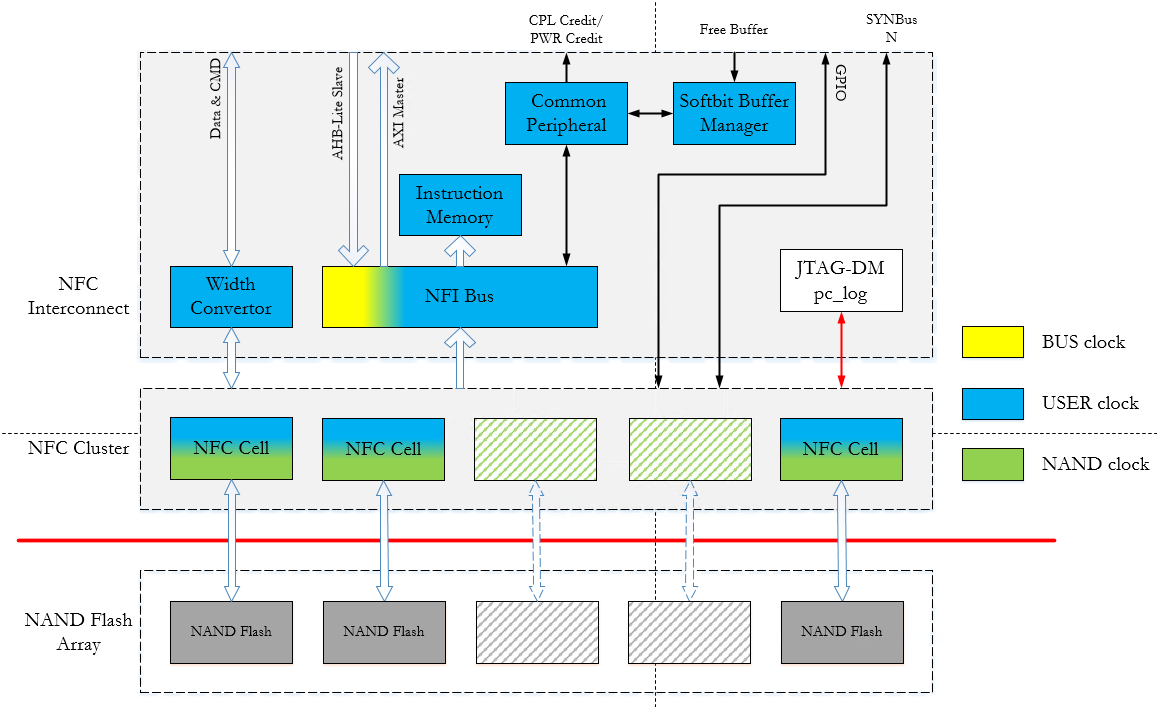 CPL Credit/
PWR Credit
Free Buffer
SYNBus
N
Data & CMD
AHB-Lite Slave
AXI Master
GPIO
Common
Peripheral
Softbit Buffer
Manager
Instruction
Memory
NFC
Interconnect
Width
Convertor
NFI Bus
JTAG-DM
pc_log
BUS clock
USER clock
NAND clock
NFC Cluster
NFC Cell
NFC Cell
NFC Cell
NAND Flash
Array
NAND Flash
NAND Flash
NAND Flash